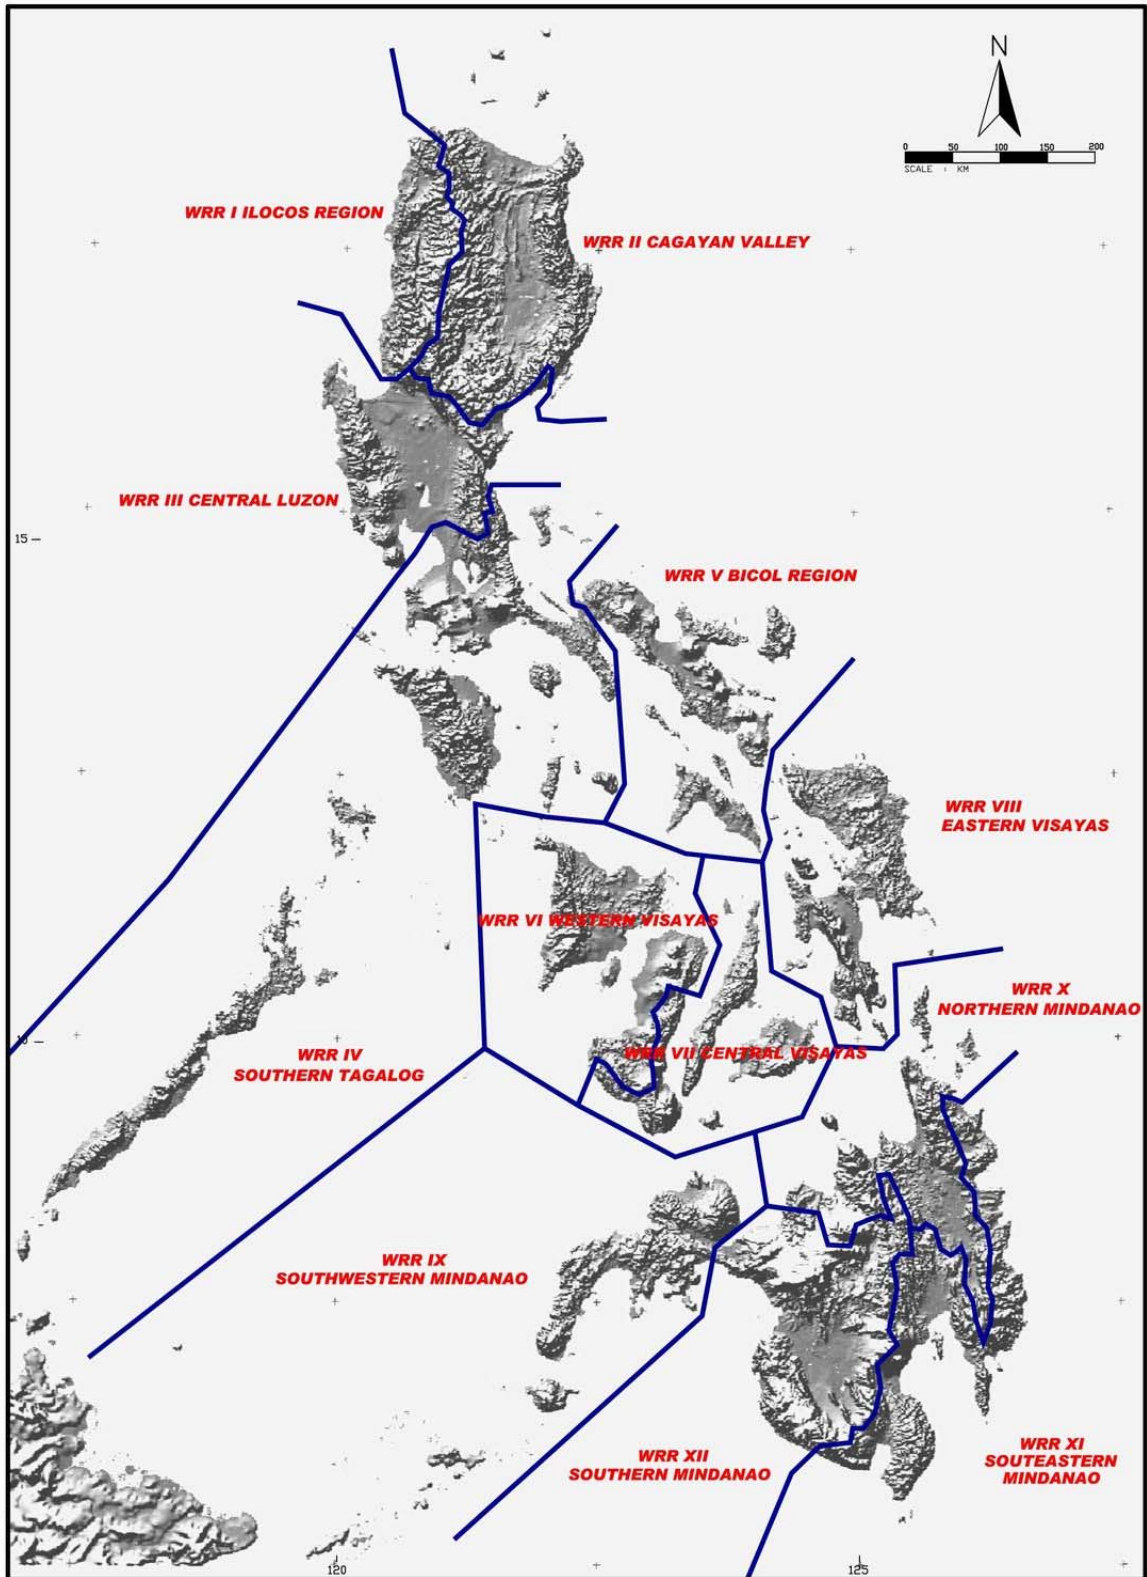 N
0 50 100 150 200
SCALE : KM
WRR I ILOCOS REGION
WRR II CAGAYAN VALLEY
WRR III CENTRAL LUZON
15
WRR V BICOL REGION
WRR VIII
EASTERN VISAYAS
WRR VI WESTERN VISAYAS
WRR X
NORTHERN MINDANAO
10
WRR IV
SOUTHERN TAGALOG
WRR VII CENTRAL VISAYAS
WRR IX
SOUTHWESTERN MINDANAO
WRR XII
SOUTHERN MINDANAO
WRR XI
SOUTEASTERN
MINDANAO
120
125